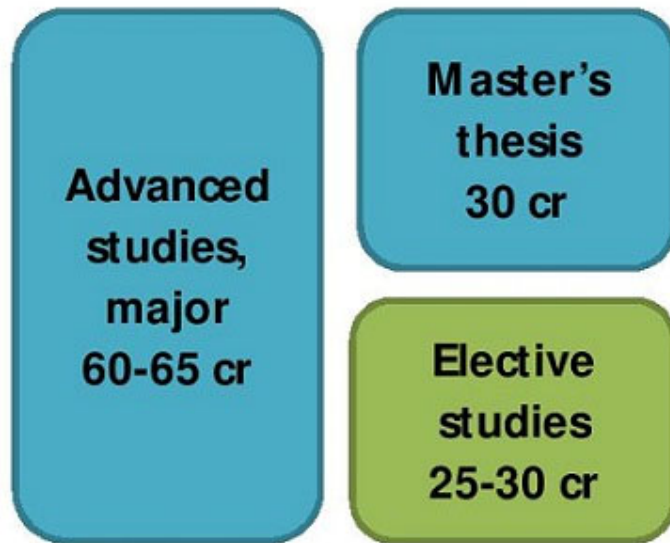 Advanced
studies,
major
60-65 cr
Master's
thesis
30 cr
Elective
studies
25-30 cr